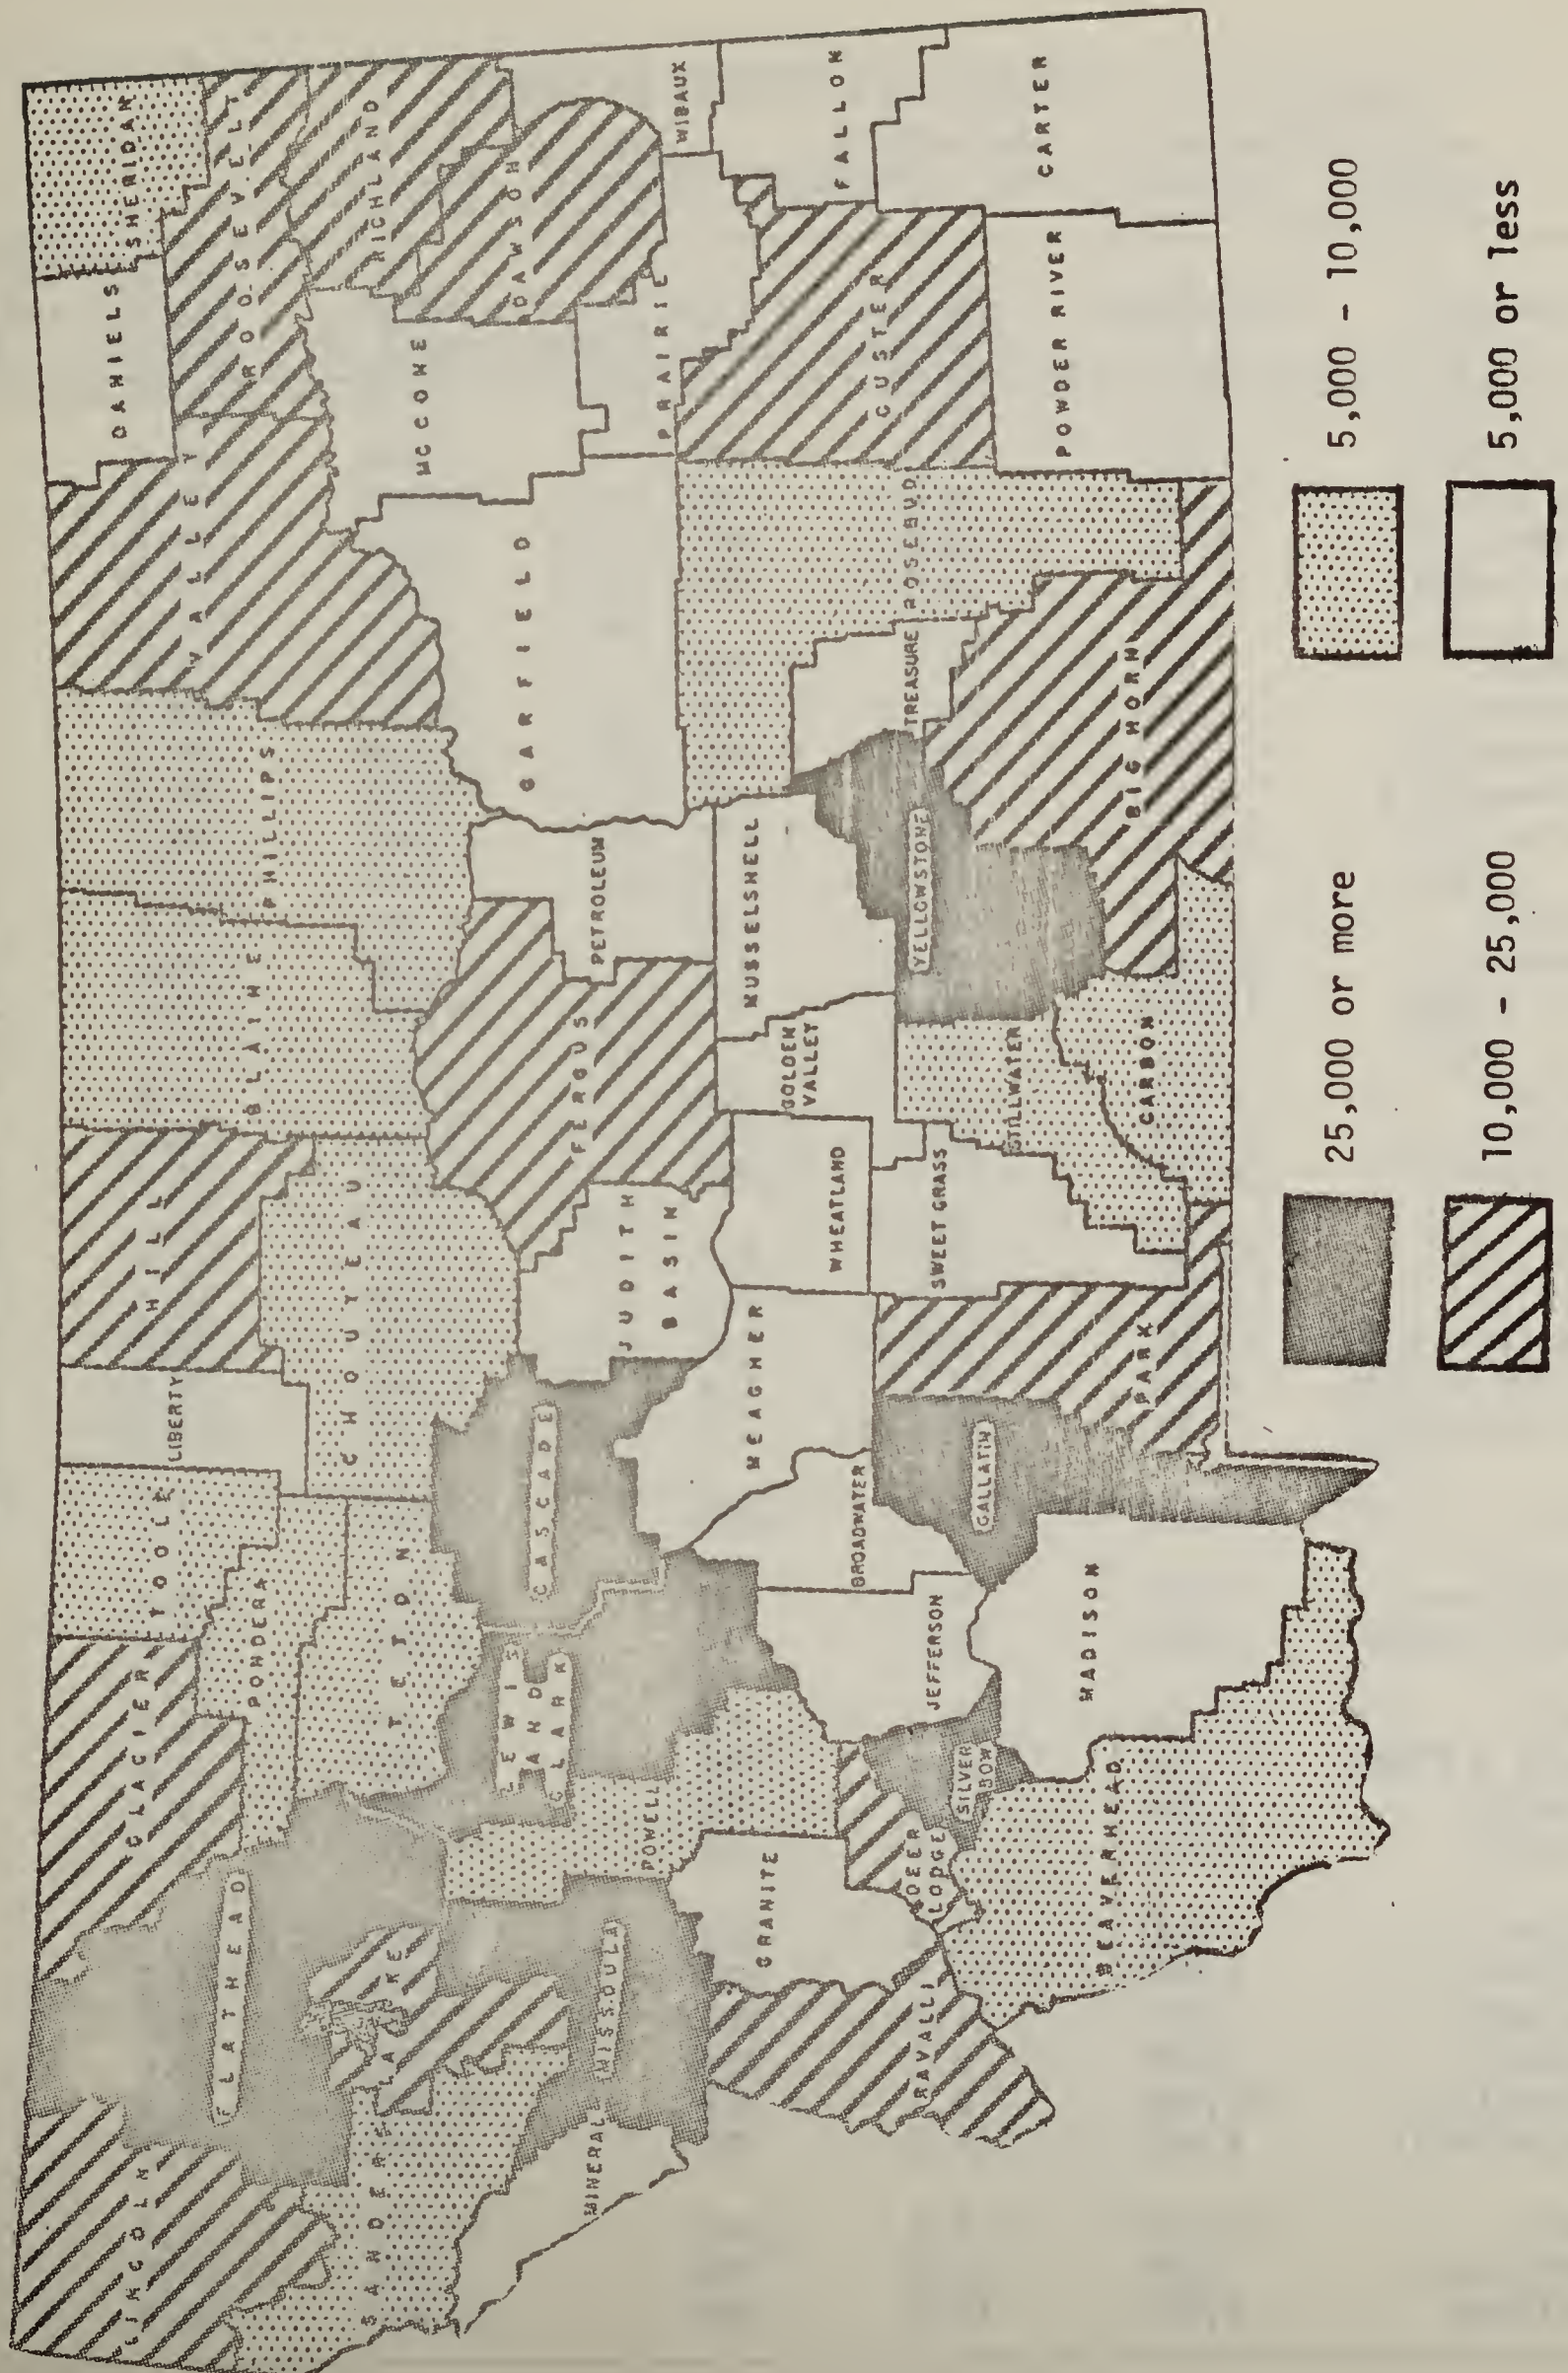 LINCOLN
FLATHEAD
GLACIER
TOOLE
LIBERTY
HILL
BLAINE
PHILLIPS
VALLEY
DANIELS
SHERIDAN
ROOSEVELT
PONDERA
CHOUTEAU
RICHLAND
SANDERS
LAKE
TETON
MCCONE
DAWSON
LEWIS
AND
CLARK
CASCADE
JUDITH
BASIN
FERGUS
PETROLEUM
GARFIELD
PRAIRIE
WIBAUX
MINERAL
MISSOULA
POWELL
GRANITE
MEAGHER
WHEATLAND
GOLDEN
VALLEY
MUSSELSHELL
TREASURE
ROSEBUD
CUSTER
FALLON
RAVALLI
DEER
LODGE
SILVER
BOW
JEFFERSON
BROADWATER
GALLATIN
SWEET GRASS
STILLWATER
YELLOWSTONE
BEAVERHEAD
MADISON
PARK
CARBON
BIG HORN
POWDER RIVER
CARTER
25,000 or more
5,000 - 10,000
10,000 - 25,000
5,000 or less